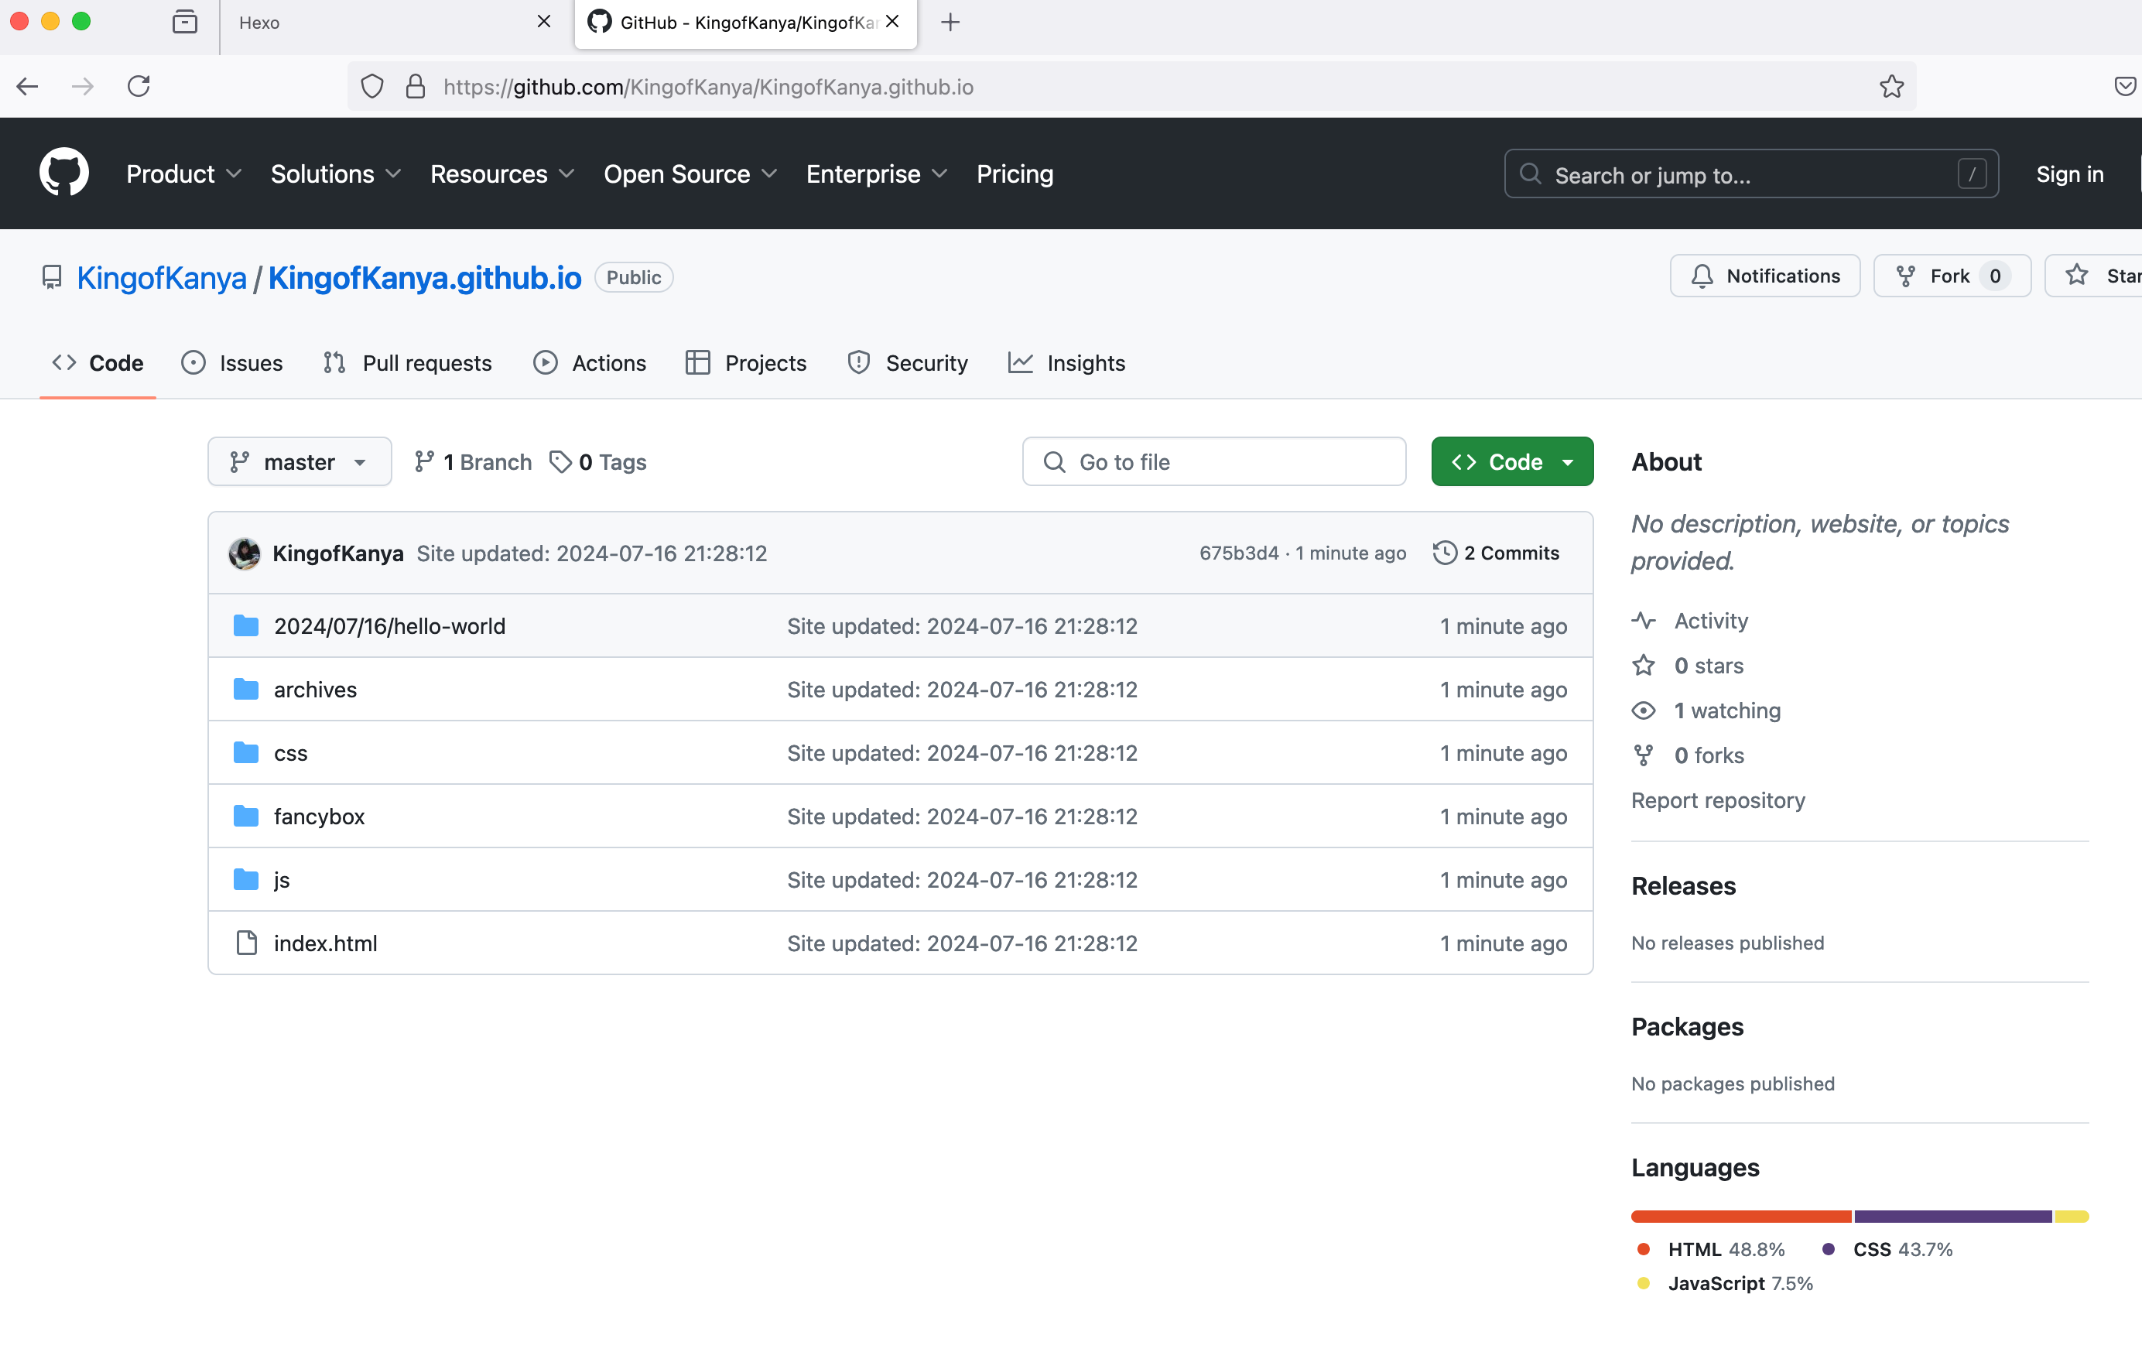 Hexo
GitHub - KingofKanya/KingofKa
https://github.com/KingofKanya/KingofKanya.github.io
Product Solutions Resources Open Source Enterprise Pricing
Search or jump to... /
Sign in
KingofKanya / KingofKanya.github.io Public
Notifications
Fork 0
Star
Code Issues Pull requests Actions Projects Security Insights
master 1 Branch 0 Tags
Go to file
Code
KingofKanya Site updated: 2024-07-16 21:28:12 675b3d4 · 1 minute ago 2 Commits
2024/07/16/hello-world Site updated: 2024-07-16 21:28:12 1 minute ago
archives Site updated: 2024-07-16 21:28:12 1 minute ago
css Site updated: 2024-07-16 21:28:12 1 minute ago
fancybox Site updated: 2024-07-16 21:28:12 1 minute ago
js Site updated: 2024-07-16 21:28:12 1 minute ago
index.html Site updated: 2024-07-16 21:28:12 1 minute ago
About
No description, website, or topics
provided.
Activity
0 stars
1 watching
0 forks
Report repository
Releases
No releases published
Packages
No packages published
Languages
HTML 48.8% CSS 43.7%
JavaScript 7.5%